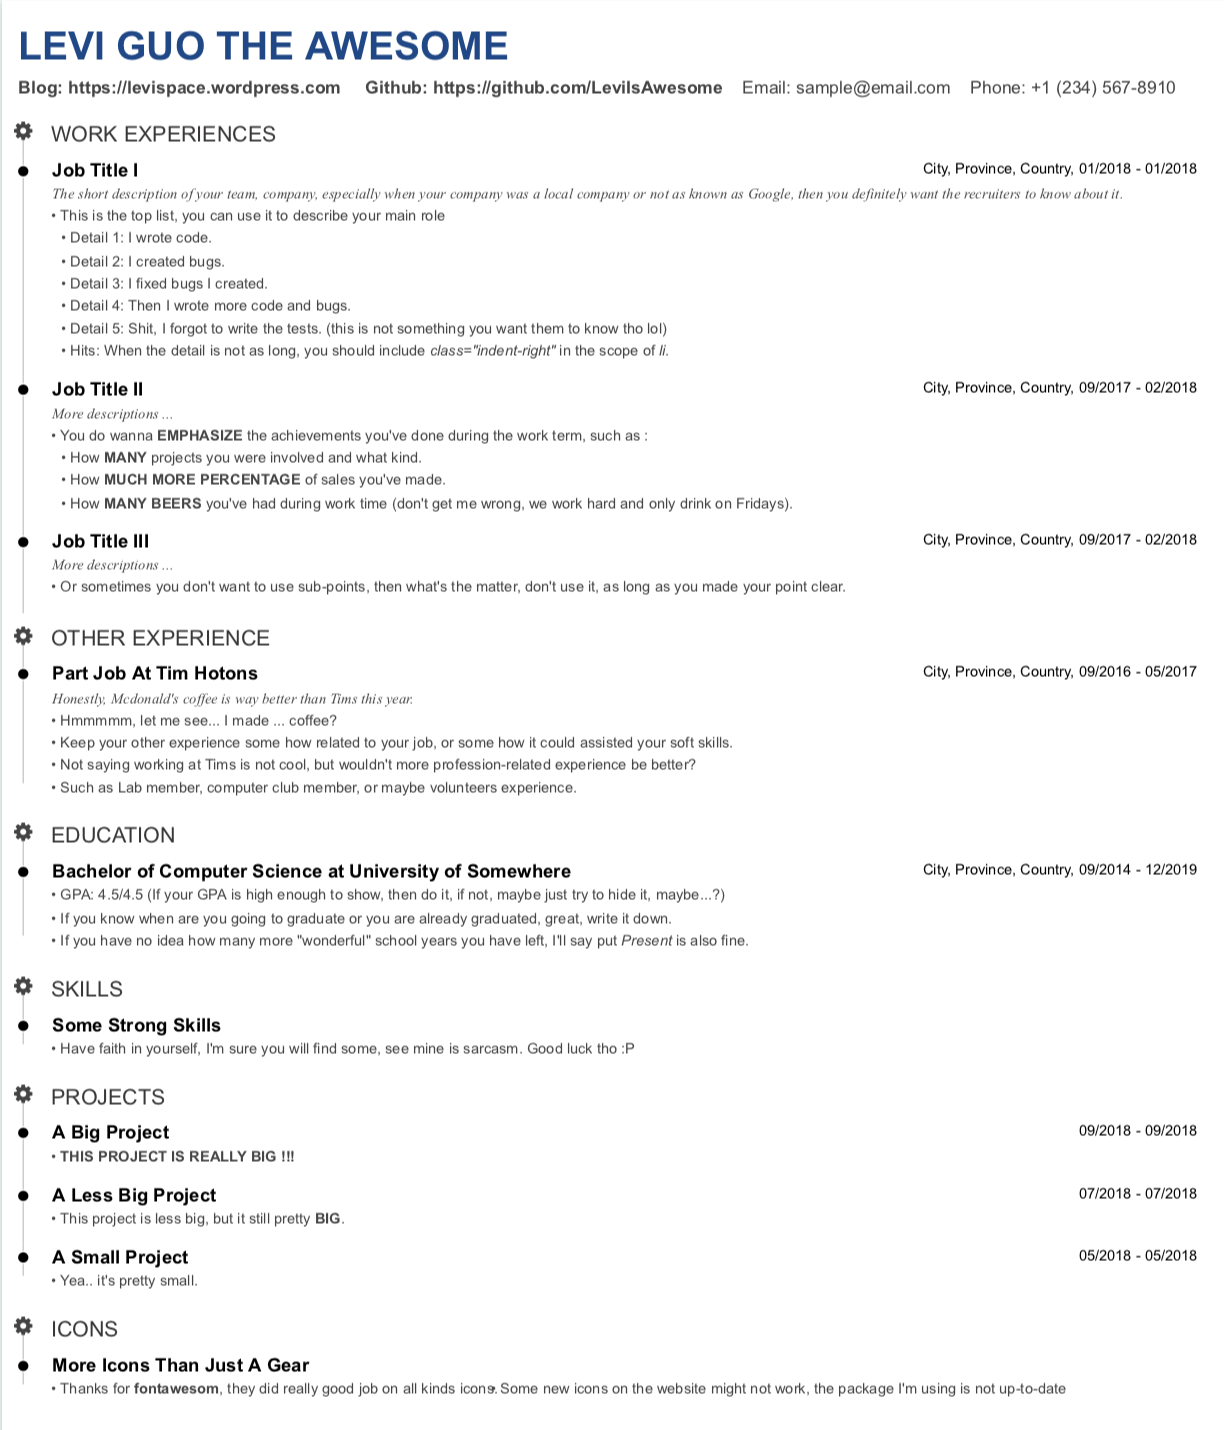 LEVI GUO THE AWESOME
Blog: https://levispace.wordpress.com Github: https://github.com/LeviIsAwesome Email: sample@email.com Phone: +1 (234) 567-8910
WORK EXPERIENCES
Job Title I City, Province, Country, 01/2018 - 01/2018
The short description of your team, company, especially when your company was a local company or not as known as Google, then you definitely want the recruiters to know about it.
• This is the top list, you can use it to describe your main role
• Detail 1: I wrote code.
• Detail 2: I created bugs.
• Detail 3: I fixed bugs I created.
• Detail 4: Then I wrote more code and bugs.
• Detail 5: Shit, I forgot to write the tests. (this is not something you want them to know tho lol)
• Hits: When the detail is not as long, you should include class="indent-right" in the scope of li.
Job Title II City, Province, Country, 09/2017 - 02/2018
More descriptions ...
• You do wanna EMPHASIZE the achievements you've done during the work term, such as :
• How MANY projects you were involved and what kind.
• How MUCH MORE PERCENTAGE of sales you've made.
• How MANY BEERS you've had during work time (don't get me wrong, we work hard and only drink on Fridays).
Job Title III City, Province, Country, 09/2017 - 02/2018
More descriptions ...
• Or sometimes you don't want to use sub-points, then what's the matter, don't use it, as long as you made your point clear.
OTHER EXPERIENCE
Part Job At Tim Hotons City, Province, Country, 09/2016 - 05/2017
Honestly, Mcdonald's coffee is way better than Tims this year.
• Hmmmmm, let me see... I made ... coffee?
• Keep your other experience some how related to your job, or some how it could assisted your soft skills.
• Not saying working at Tims is not cool, but wouldn't more profession-related experience be better?
• Such as Lab member, computer club member, or maybe volunteers experience.
EDUCATION
Bachelor of Computer Science at University of Somewhere City, Province, Country, 09/2014 - 12/2019
• GPA: 4.5/4.5 (If your GPA is high enough to show, then do it, if not, maybe just try to hide it, maybe...?)
• If you know when are you going to graduate or you are already graduated, great, write it down.
• If you have no idea how many more "wonderful" school years you have left, I'll say put Present is also fine.
SKILLS
Some Strong Skills
• Have faith in yourself, I'm sure you will find some, see mine is sarcasm. Good luck tho :P
PROJECTS
A Big Project 09/2018 - 09/2018
• THIS PROJECT IS REALLY BIG !!!
A Less Big Project 07/2018 - 07/2018
• This project is less big, but it still pretty BIG.
A Small Project 05/2018 - 05/2018
• Yea.. it's pretty small.
ICONS
More Icons Than Just A Gear
• Thanks for fontawesom, they did really good job on all kinds icons. Some new icons on the website might not work, the package I'm using is not up-to-date